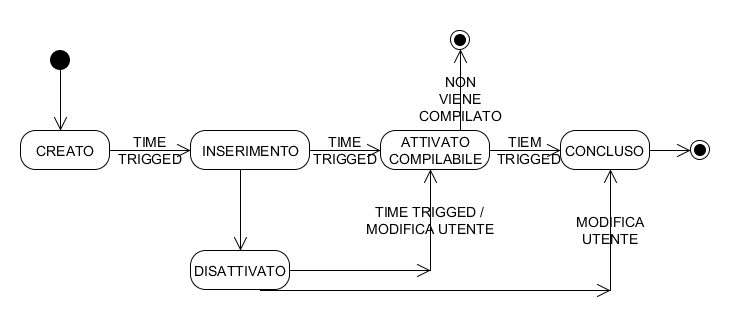 NON
VIENE
COMPILATO
CREATO
TIME
TRIGGED
INSERIMENTO
TIME
TRIGGED
ATTIVATO
COMPILABILE
TIEM
TRIGGED
CONCLUSO
TIME TRIGGED /
MODIFICA UTENTE
MODIFICA
UTENTE
DISATTIVATO